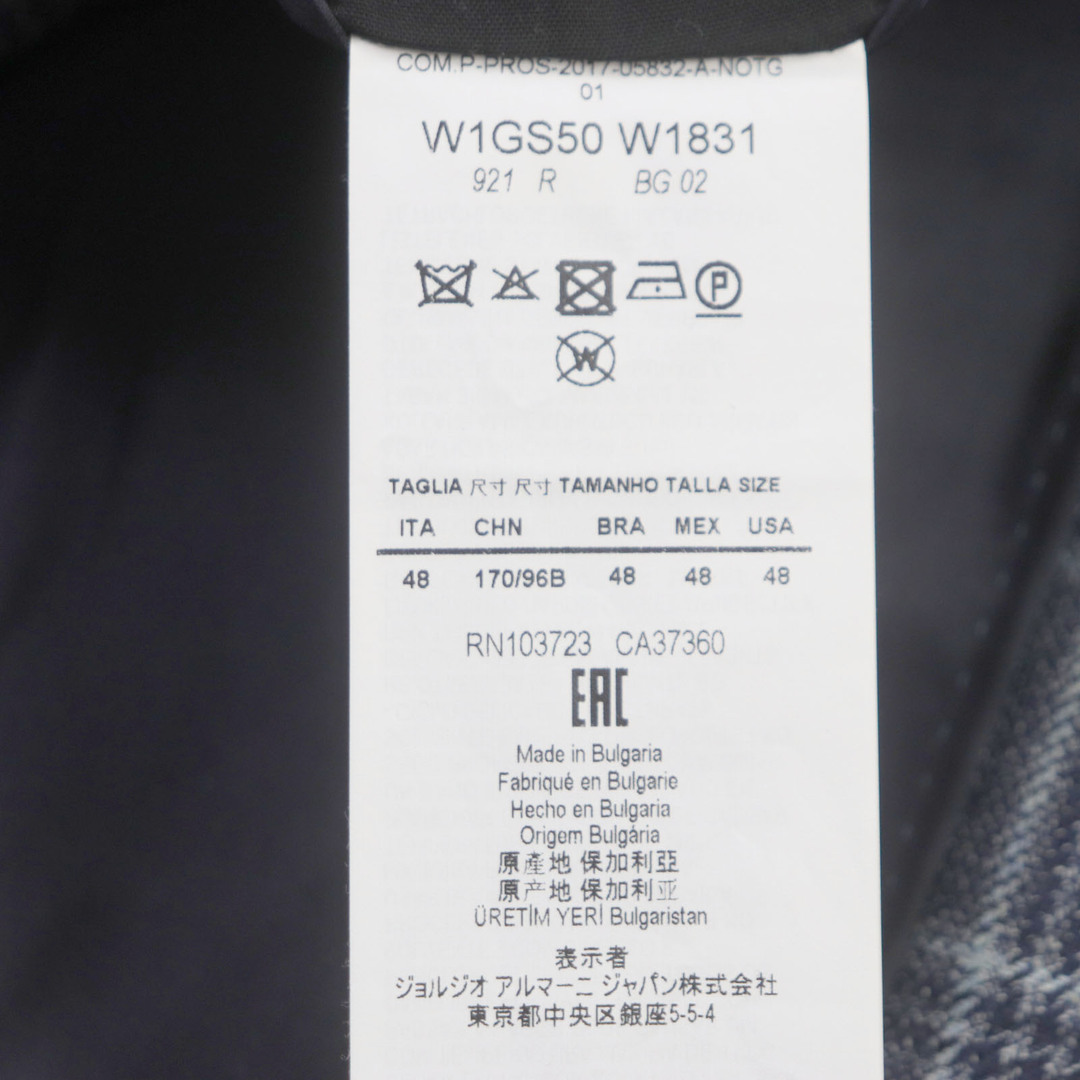 COM.P-PROS-2017-05832-A-NOTG
01
W1GS50 W1831
921 R BG 02
P
W
TAGLIA 尺寸 尺寸 TAMANHO TALLA SIZE
ITA CHN BRA MEX USA
48 170/96B 48 48 48
RN103723 CA37360
EAC
Made in Bulgaria
Fabriqué en Bulgarie
Hecho en Bulgaria
Origem Bulgária
原產地 保加利亞
原产地 保加利亚
ÜRETİM YERİ Bulgaristan
表示者
ジョルジオ アルマーニ ジャパン株式会社
東京都中央区銀座5-5-4